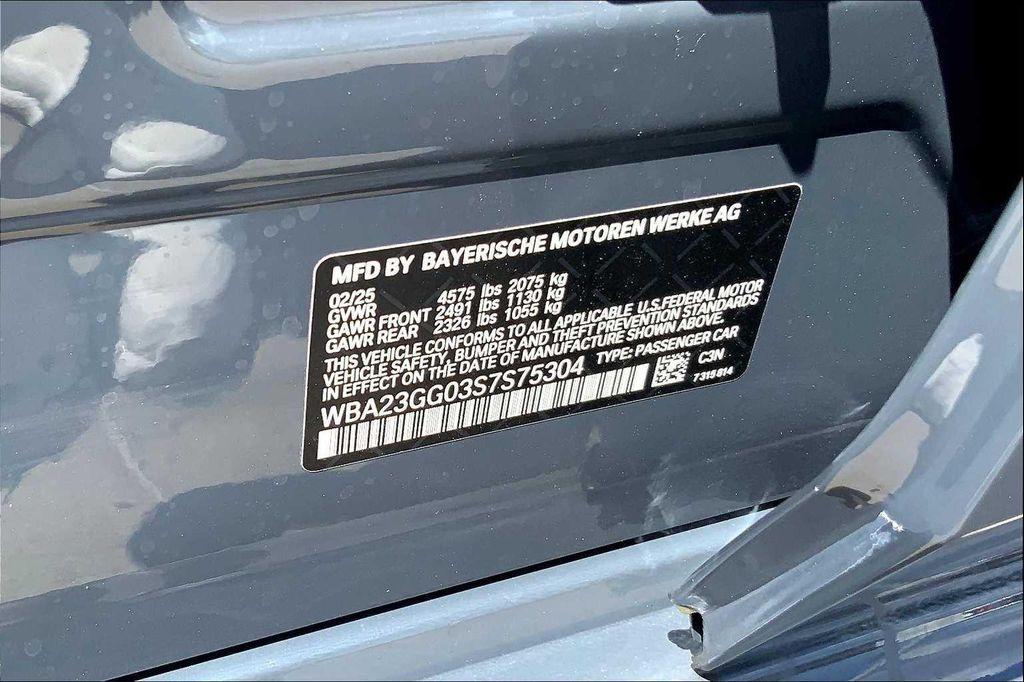 MFD BY BAYERISCHE MOTOREN WERKE AG
02/25
GVWR 4575 lbs 2075 kg
GAWR FRONT 2491 lbs 1130 kg
GAWR REAR 2326 lbs 1055 kg
THIS VEHICLE CONFORMS TO ALL APPLICABLE U.S.FEDERAL MOTOR
VEHICLE SAFETY, BUMPER AND THEFT PREVENTION STANDARDS
IN EFFECT ON THE DATE OF MANUFACTURE SHOWN ABOVE.
WBA23GG03S7S75304 TYPE: PASSENGER CAR
C3N
7315814